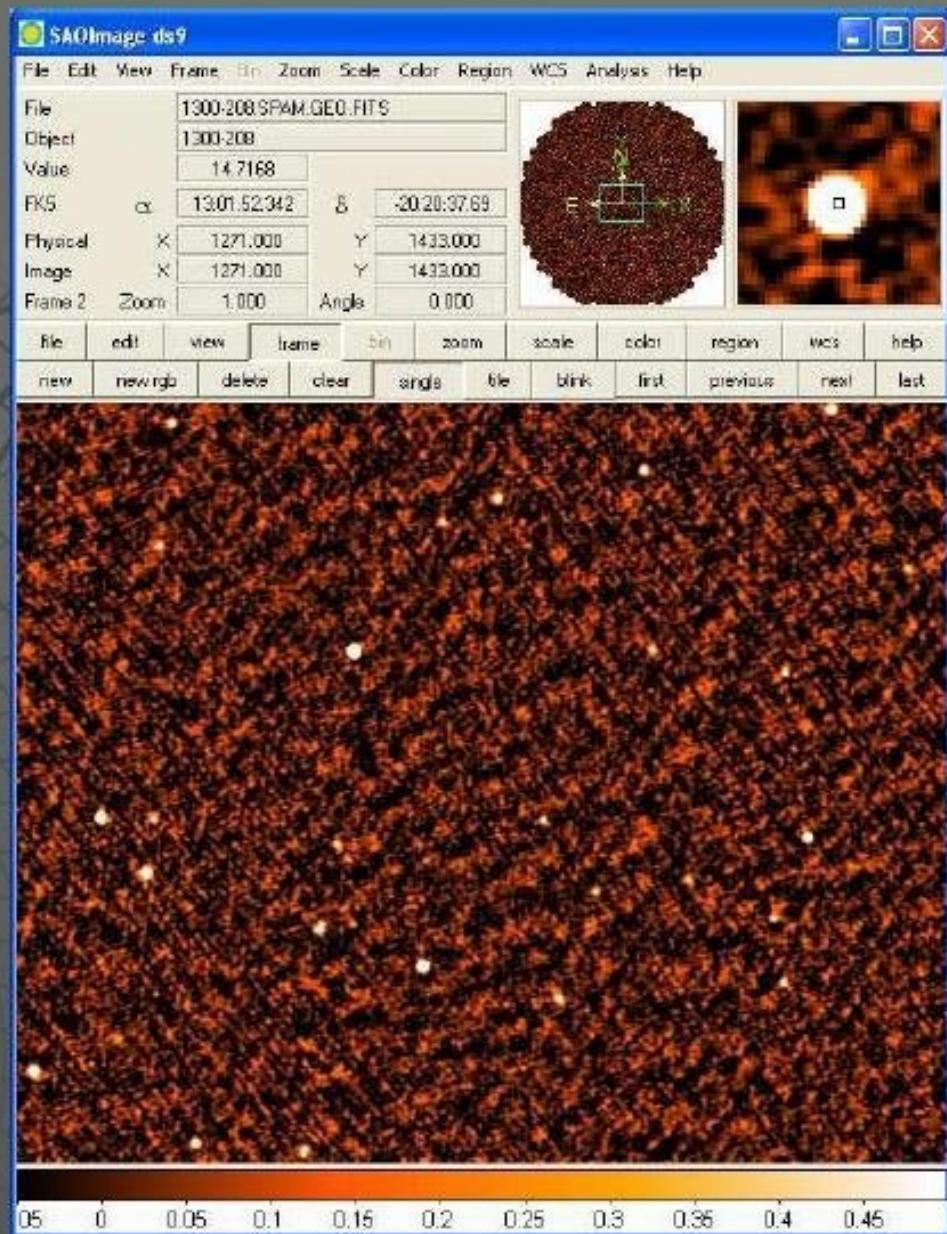 SAOImage ds9
File Edit View Frame Bin Zoom Scale Color Region WCS Analysis Help
File 1300-208.SPAM.GEO.FITS
Object 1300-208
Value 14.7168
FK5 α 13:01:52.342 δ -20:20:37.69
Physical X 1271.000 Y 1433.000
Image X 1271.000 Y 1433.000
Frame 2 Zoom 1.000 Angle 0.000
N
E X
file edit view frame bin zoom scale color region wcs help
new new rgb delete clear single tile blink first previous next last
05 0 0.05 0.1 0.15 0.2 0.25 0.3 0.35 0.4 0.45